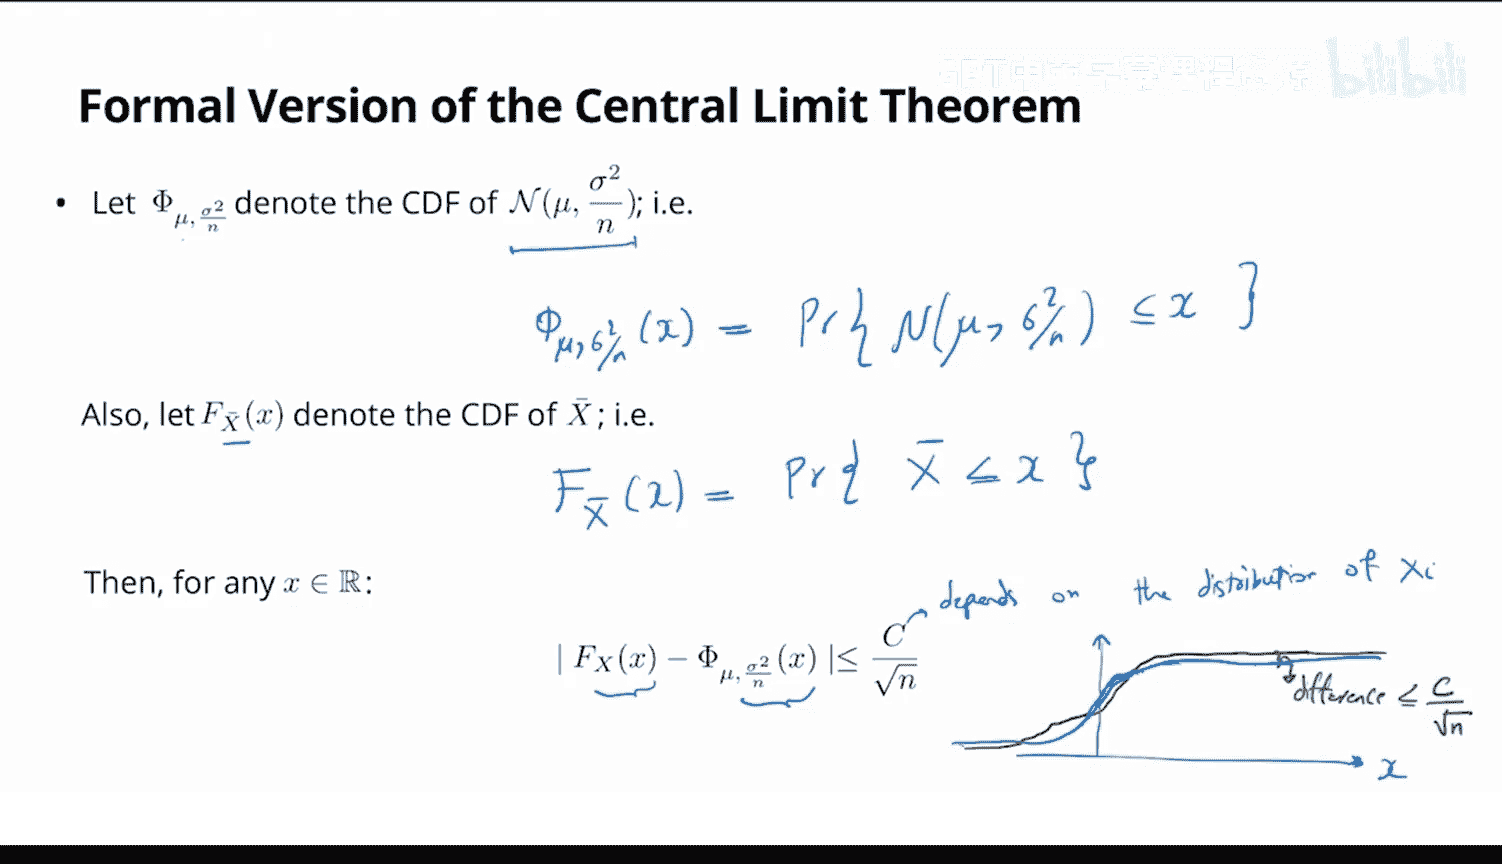 bilibili
Formal Version of the Central Limit Theorem
• Let Φ_{μ, σ²/n} denote the CDF of 𝒩(μ, σ²/n); i.e.
Φ_{μ, σ²/n}(x) = Pr{ N(μ, σ²/n) ≤ x }
Also, let F_X̄(x) denote the CDF of X̄; i.e.
F_X̄(x) = Pr{ X̄ ≤ x }
Then, for any x ∈ ℝ:
depends on the distribution of Xi
| F_X(x) − Φ_{μ, σ²/n}(x) |≤ C/√n
difference ≤ C/√n
x